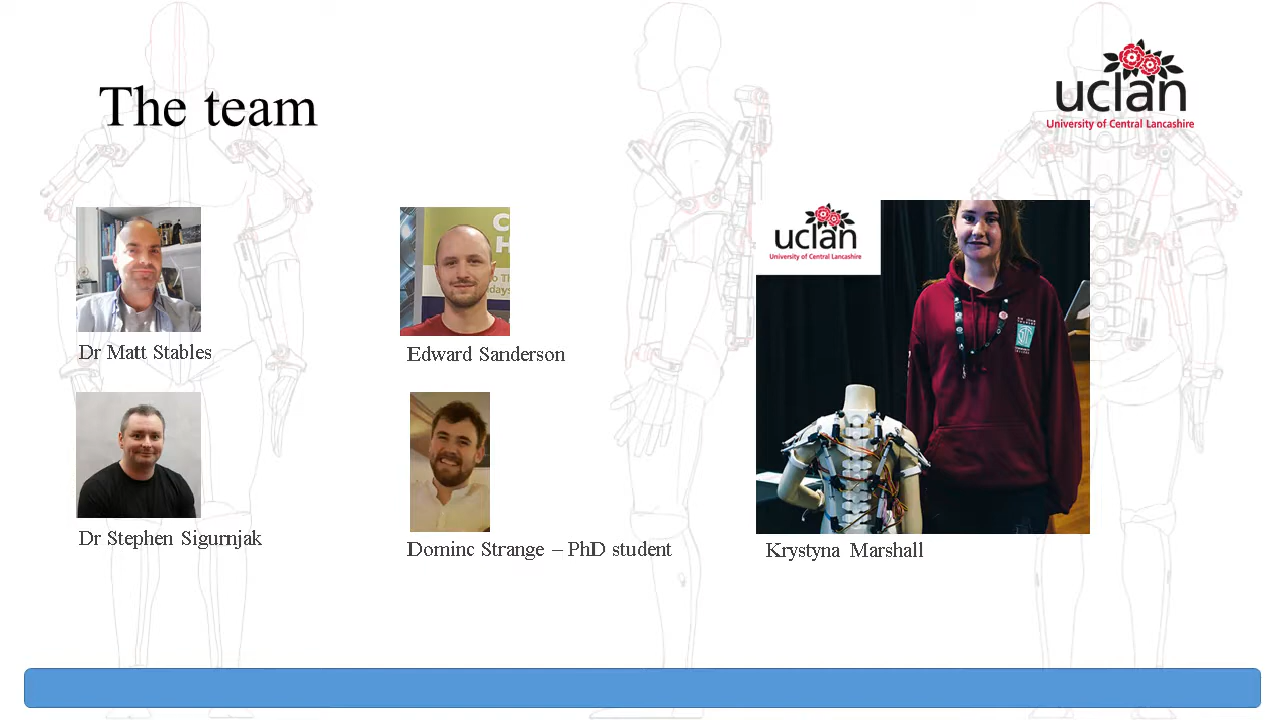 The team
uclan
University of Central Lancashire
Dr Matt Stables
Edward Sanderson
uclan
University of Central Lancashire
Dr Stephen Sigurnjak
Dominc Strange – PhD student
Krystyna Marshall